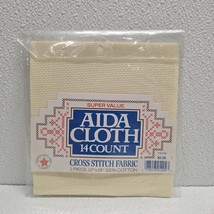 SUPER VALUE
AIDA
CLOTH
14 COUNT
CROSS STITCH FABRIC